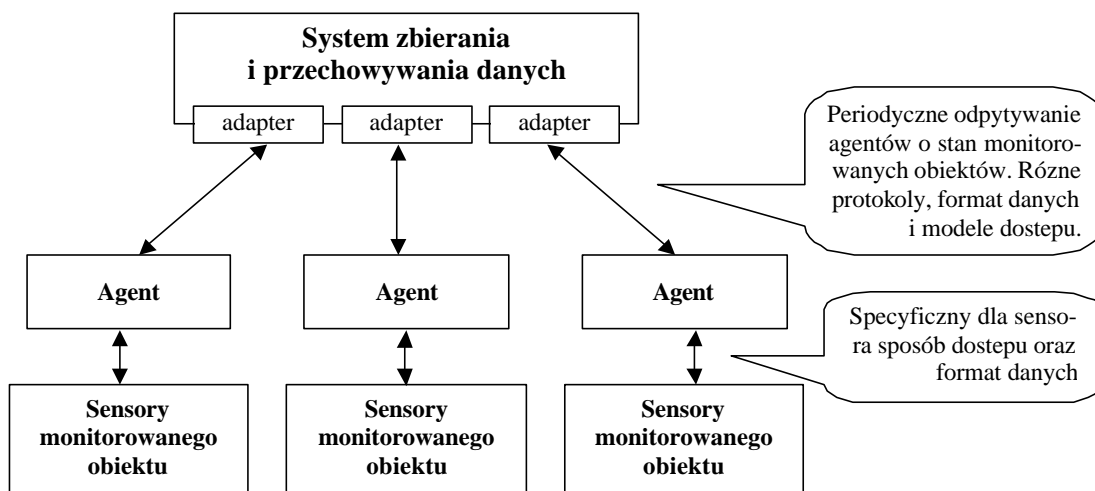 System zbierania
i przechowywania danych
adapter
adapter
adapter
Periodyczne odpytywanie
agentów o stan monitoro-
wanych obiektów. Rózne
protokoly, format danych
i modele dostepu.
Agent
Agent
Agent
Specyficzny dla senso-
ra sposób dostepu oraz
format danych
Sensory
monitorowanego
obiektu
Sensory
monitorowanego
obiektu
Sensory
monitorowanego
obiektu